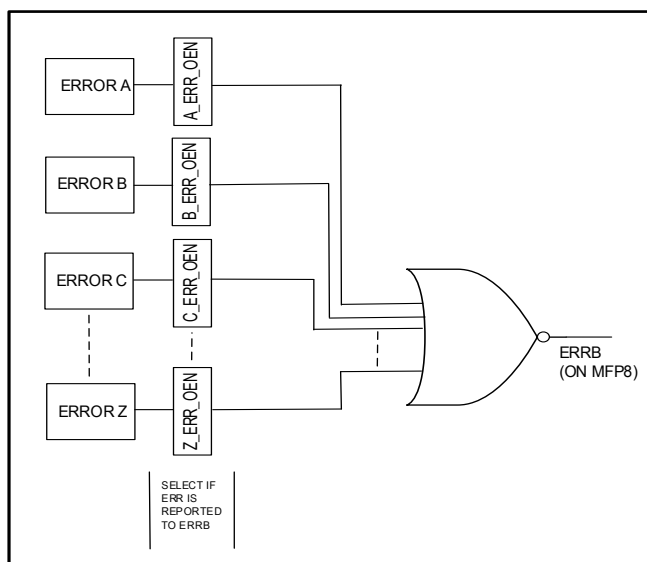 ERROR A
A_ERR_OEN
ERROR B
B_ERR_OEN
ERROR C
C_ERR_OEN
ERROR Z
Z_ERR_OEN
ERRB
(ON MFP8)
SELECT IF
ERR IS
REPORTED
TO ERRB